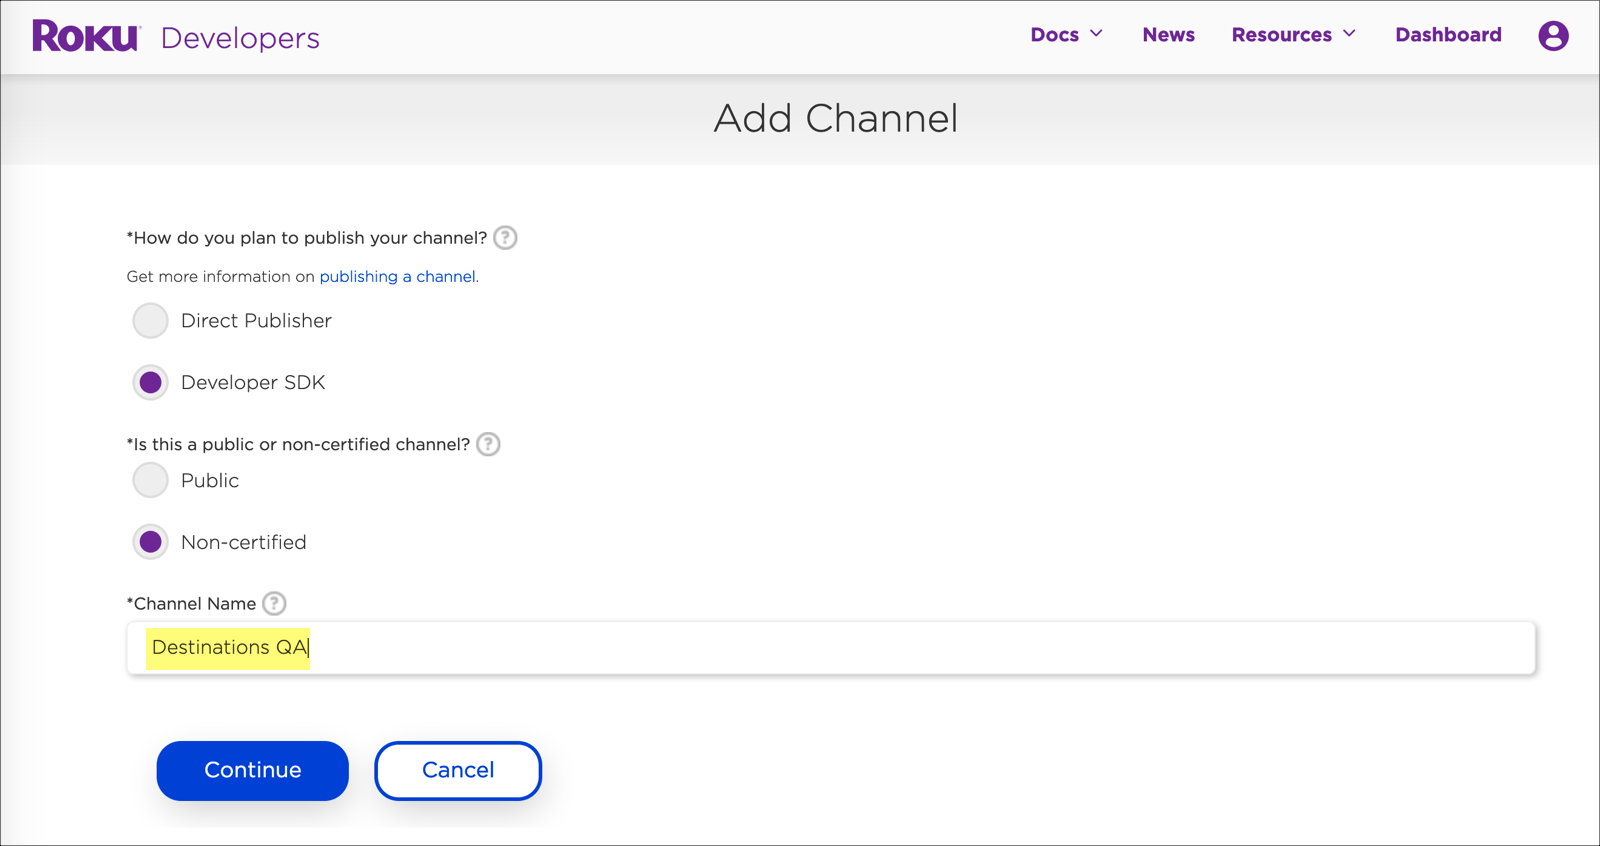 ROKU Developers
Docs News Resources Dashboard
Add Channel
*How do you plan to publish your channel? ?
Get more information on publishing a channel.
Direct Publisher
Developer SDK
*Is this a public or non-certified channel? ?
Public
Non-certified
*Channel Name ?
Destinations QA
Continue Cancel